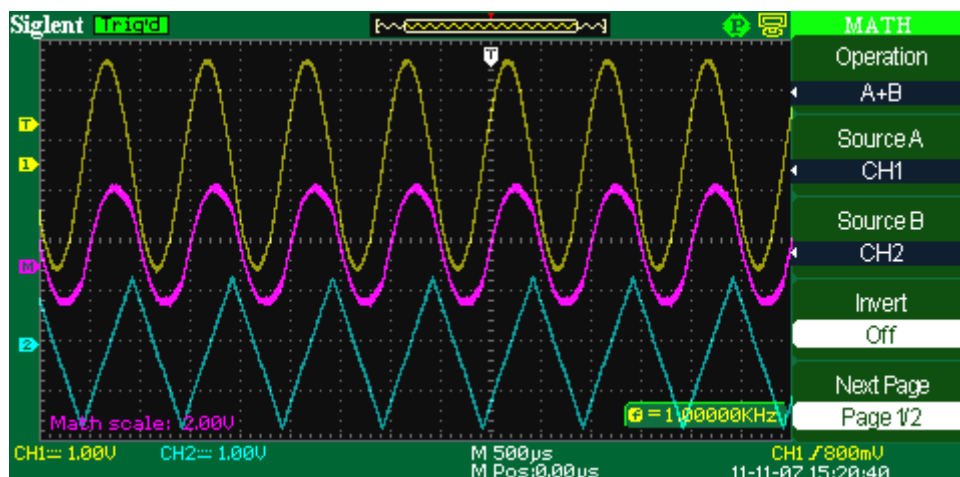 Siglent Trig'd P MATH
Operation
A+B
T
T
1
Source A
CH1
Source B
CH2
M
Invert
Off
2
Next Page
Page 1/2
Math scale: 2.00V
f = 1.00000KHz
CH1 1.00V CH2 1.00V M 500µs CH1 800mV
M Pos:0.00µs 11-11-07 15:20:40